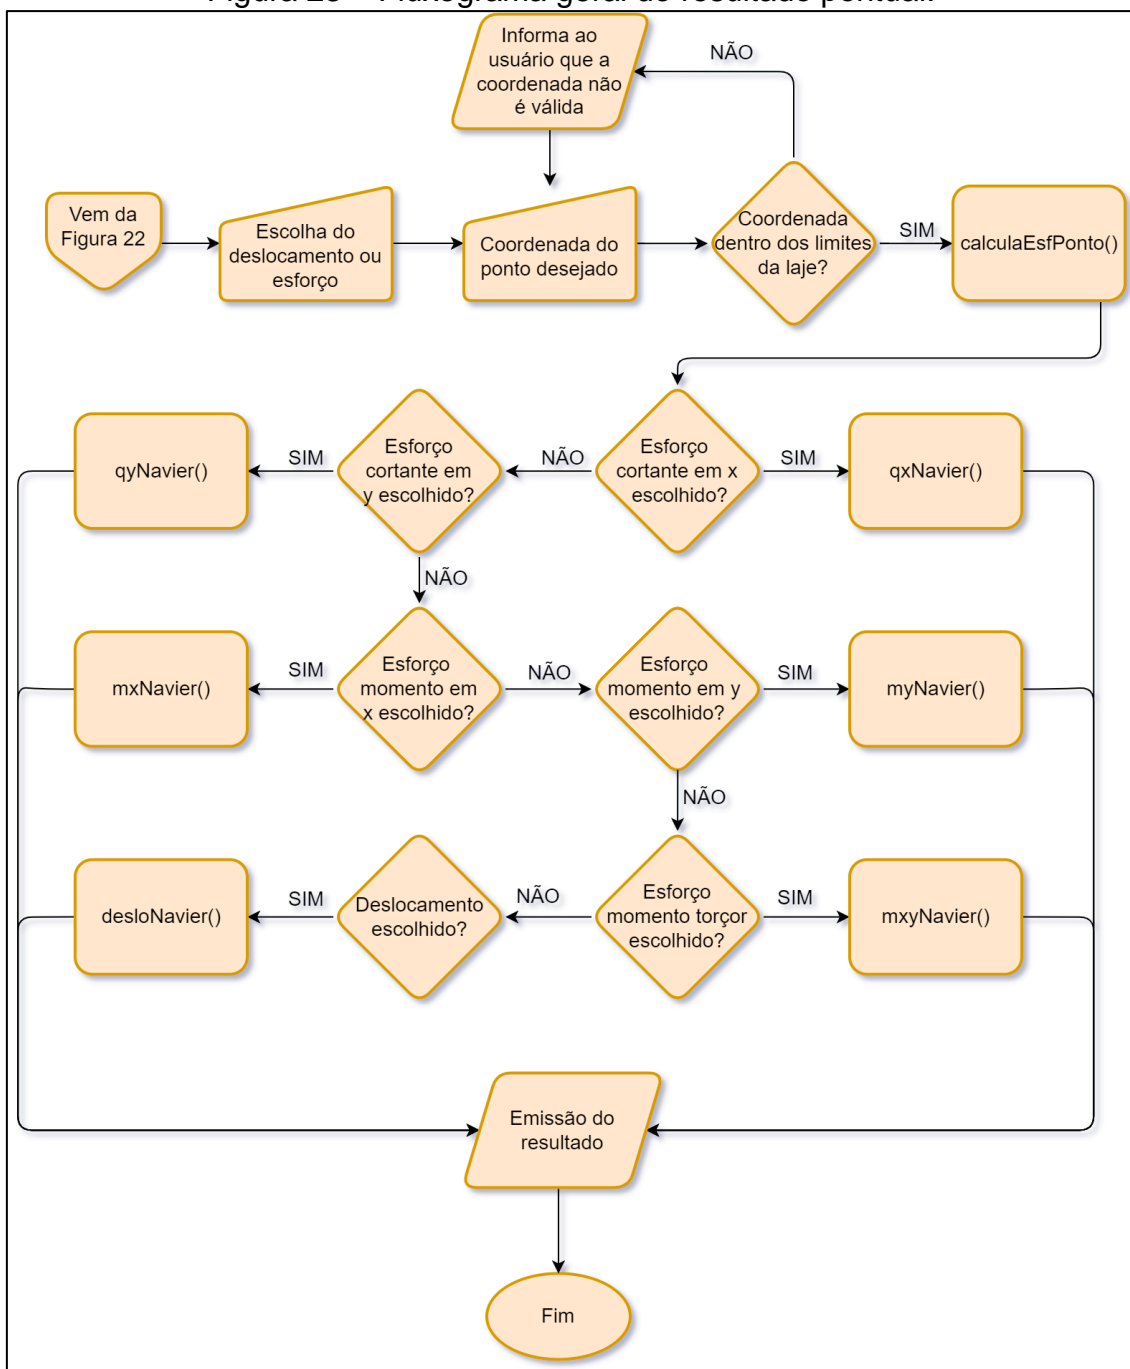 Informa ao
usuário que a
coordenada não
é válida
NÃO
Vem da
Figura 22
Escolha do
deslocamento ou
esforço
Coordenada do
ponto desejado
Coordenada
dentro dos limites
da laje?
SIM
calculaEsfPonto()
qyNavier()
SIM
Esforço
cortante em
y escolhido?
NÃO
Esforço
cortante em x
escolhido?
SIM
qxNavier()
NÃO
mxNavier()
SIM
Esforço
momento em
x escolhido?
NÃO
Esforço
momento em y
escolhido?
SIM
myNavier()
NÃO
desloNavier()
SIM
Deslocamento
escolhido?
NÃO
Esforço
momento torçor
escolhido?
SIM
mxyNavier()
Emissão do
resultado
Fim